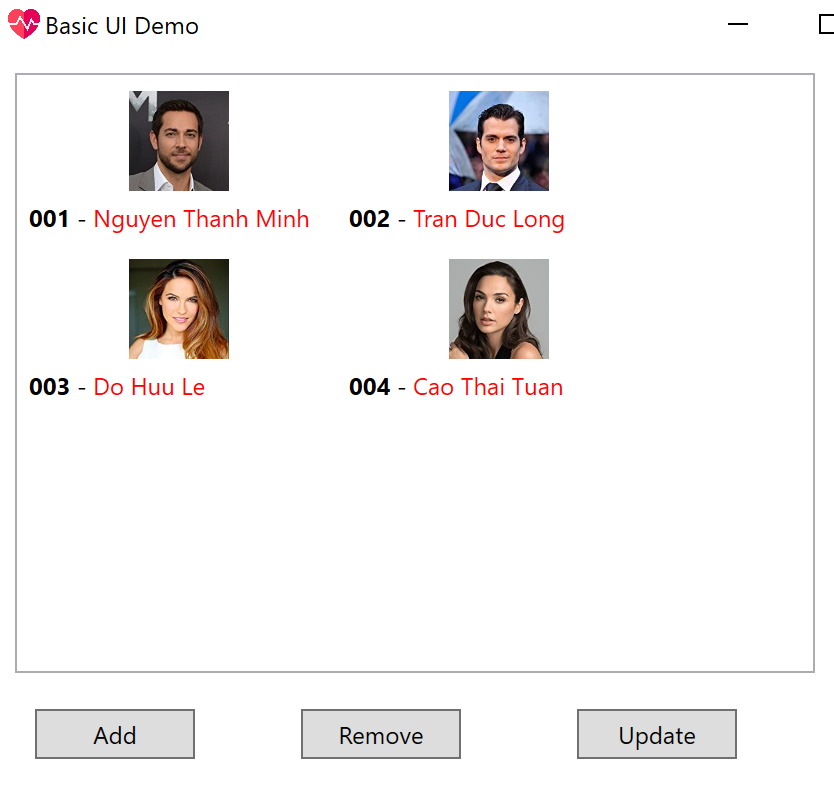 Basic UI Demo
001 - Nguyen Thanh Minh
002 - Tran Duc Long
003 - Do Huu Le
004 - Cao Thai Tuan
Add
Remove
Update